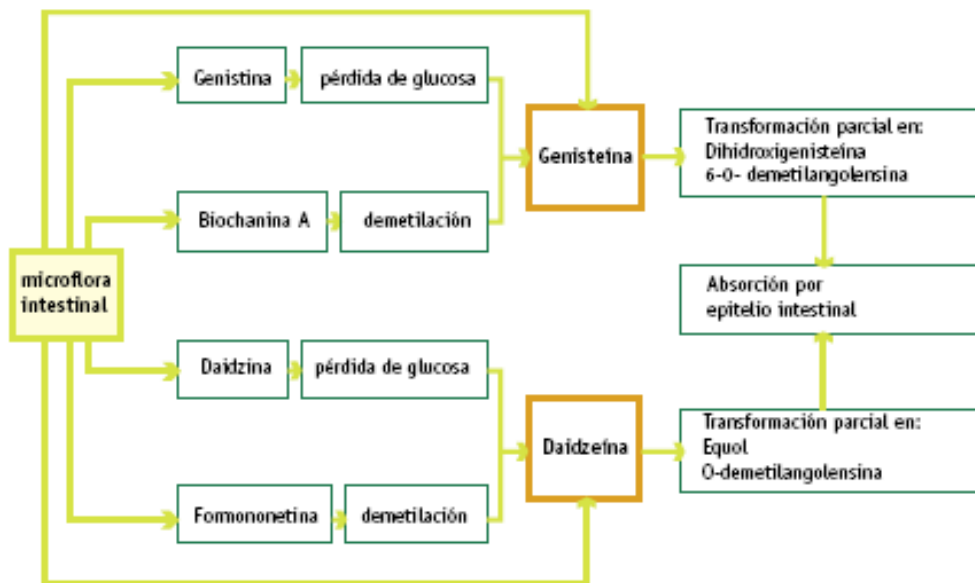 Genistina
pérdida de glucosa
Genisteína
Transformación parcial en:
Dihidroxigenisteína
6-0- demetilangolensina
Biochanina A
demetilación
microflora
intestinal
Absorción por
epitelio intestinal
Daidzina
pérdida de glucosa
Daidzeína
Transformación parcial en:
Equol
O-demetilangolensina
Formononetina
demetilación